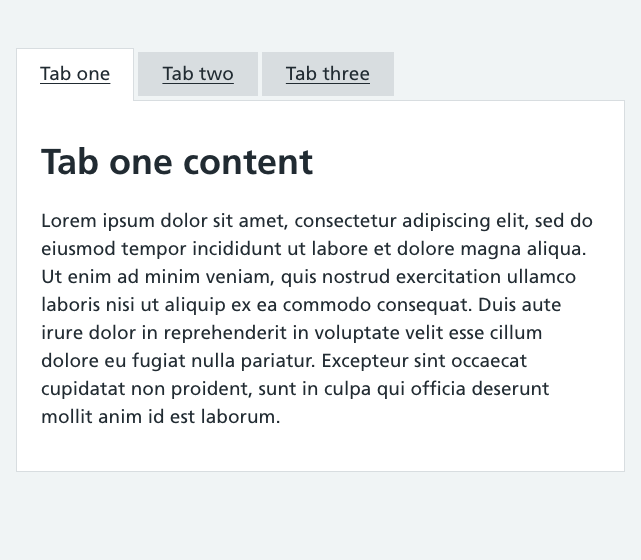 Tab one Tab two Tab three
Tab one content
Lorem ipsum dolor sit amet, consectetur adipiscing elit, sed do
eiusmod tempor incididunt ut labore et dolore magna aliqua.
Ut enim ad minim veniam, quis nostrud exercitation ullamco
laboris nisi ut aliquip ex ea commodo consequat. Duis aute
irure dolor in reprehenderit in voluptate velit esse cillum
dolore eu fugiat nulla pariatur. Excepteur sint occaecat
cupidatat non proident, sunt in culpa qui officia deserunt
mollit anim id est laborum.